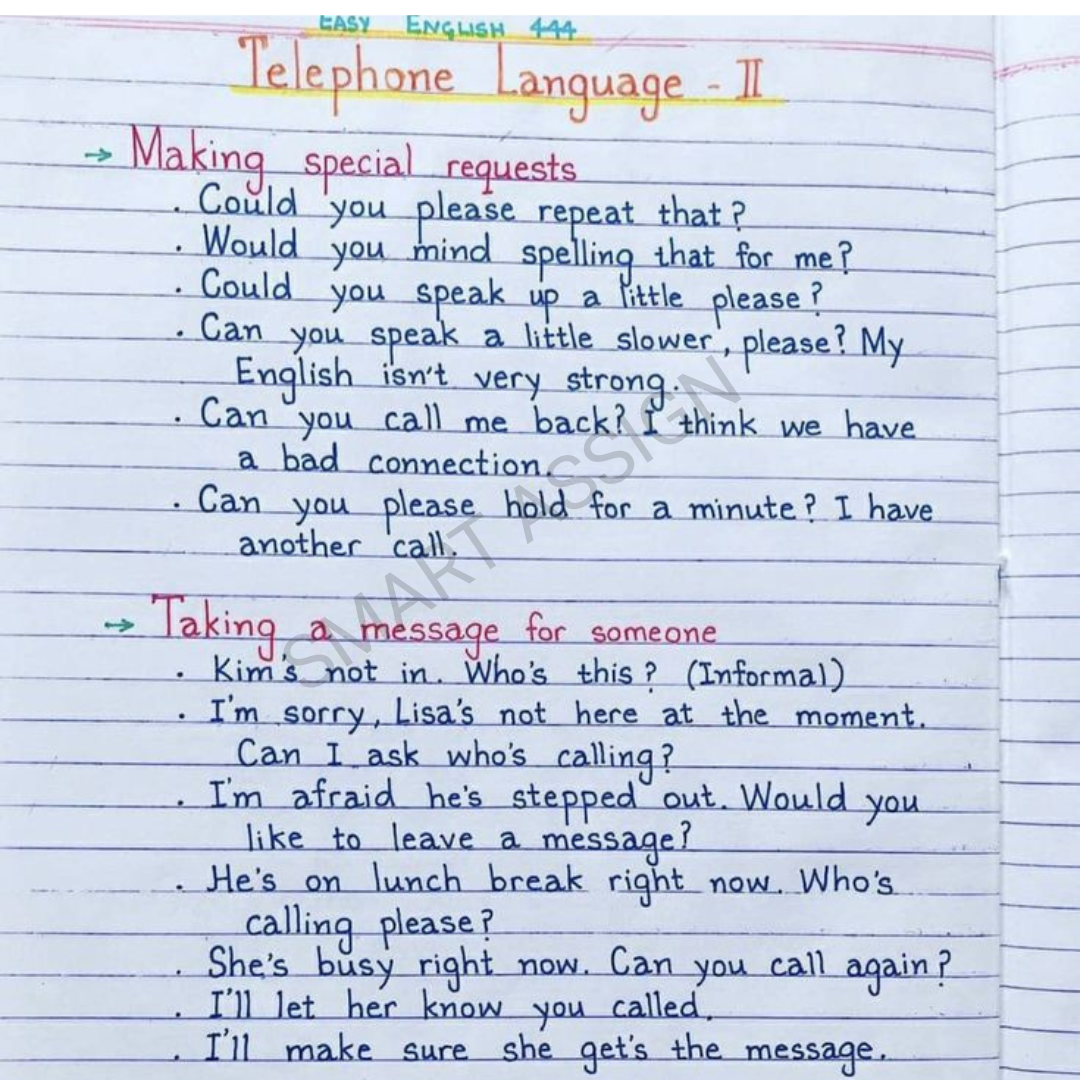 EASY ENGLISH 444
Telephone Language - II
→ Making special requests
. Could you please repeat that?
. Would you mind spelling that for me?
. Could you speak up a little please?
. Can you speak a little slower, please? My
English isn't very strong.
. Can you call me back? I think we have
a bad connection.
. Can you please hold for a minute? I have
another call.
→ Taking a message for someone
. Kim's not in. Who's this? (Informal)
. I'm sorry, Lisa's not here at the moment.
Can I ask who's calling?
. I'm afraid he's stepped out. Would you
like to leave a message?
. He's on lunch break right now. Who's
calling please?
. She's busy right now. Can you call again?
. I'll let her know you called.
. I'll make sure she get's the message.
SMART ASSIGN